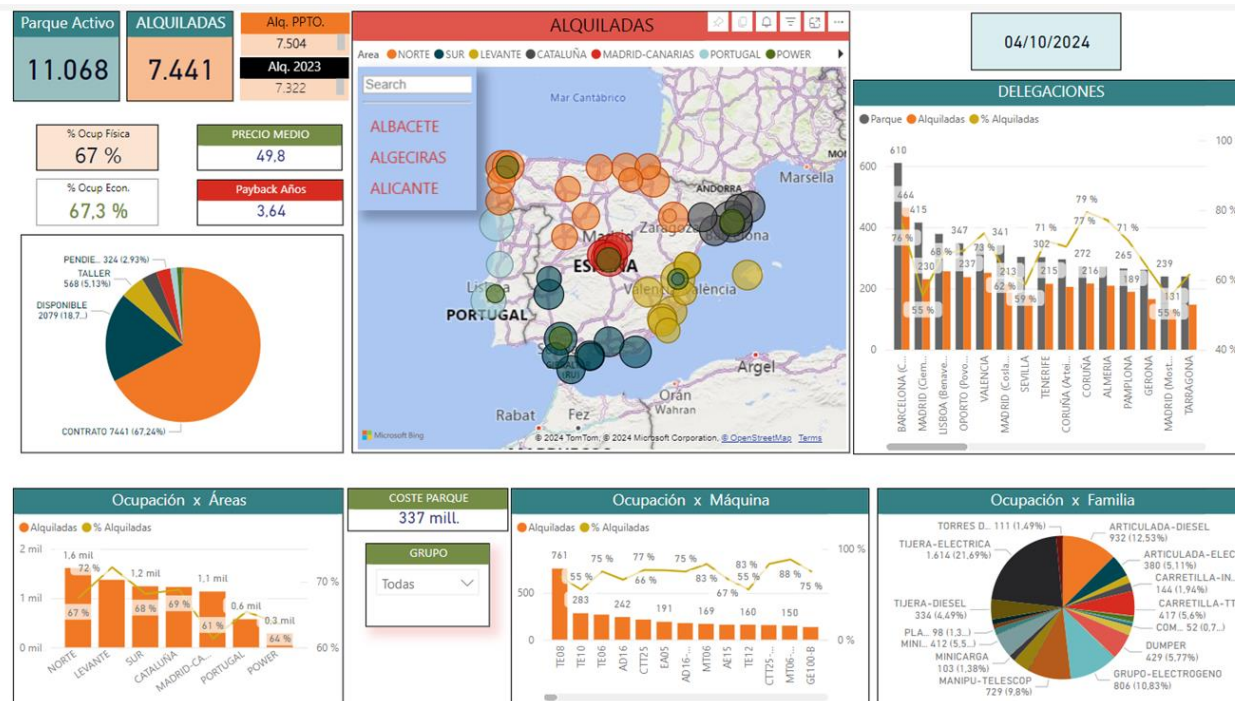 Parque Activo
11.068
ALQUILADAS
7.441
Alq. PPTO.
7.504
Alq. 2023
7.322
% Ocup Física
67 %
PRECIO MEDIO
49,8
% Ocup Econ.
67,3 %
Payback Años
3,64
PENDIE... 324 (2,93%)
TALLER
568 (5,13%)
DISPONIBLE
2079 (18,7...)
CONTRATO 7441 (67,24%)
ALQUILADAS
Area NORTE SUR LEVANTE CATALUÑA MADRID-CANARIAS PORTUGAL POWER
Search
ALBACETE
ALGECIRAS
ALICANTE
Mar Cantábrico
Marsella
ANDORRA
Zaragoza
Barcelona
Madrid
ESPAÑA
Valencia València
Lisboa
PORTUGAL
(RU)
Argel
Orán
Wahran
Rabat
Fez
Microsoft Bing
© 2024 TomTom, © 2024 Microsoft Corporation, © OpenStreetMap Terms
04/10/2024
DELEGACIONES
Parque Alquiladas % Alquiladas
600
400
200
0
100
80 %
60 %
40 %
610
464
76 %
415
230
55 %
68 %
347
237
73 %
341
213
62 %
59 %
71 %
302
215
272
79 %
77 %
216
71 %
265
189
239
131
55 %
BARCELONA (C...
MADRID (Ciem...
LISBOA (Benave...
OPORTO (Povo...
VALENCIA
MADRID (Cosla...
SEVILLA
TENERIFE
CORUÑA (Artei...
CORUÑA
ALMERIA
PAMPLONA
GERONA
MADRID (Most...
TARRAGONA
Ocupación x Áreas
Alquiladas % Alquiladas
2 mil
1 mil
0 mil
70 %
60 %
1,6 mil
72 %
67 %
1,2 mil
68 %
69 %
1,1 mil
61 %
0,6 mil
0,3 mil
64 %
NORTE
LEVANTE
SUR
CATALUÑA
MADRID-CA...
PORTUGAL
POWER
COSTE PARQUE
337 mill.
GRUPO
Todas
Ocupación x Máquina
Alquiladas % Alquiladas
500
0
100 %
0 %
761
55 %
283
75 %
242
77 %
66 %
191
75 %
83 %
169
67 %
83 %
55 %
160
88 %
150
75 %
TE08
TE10
TE06
AD16
CTT25
EA05
AD16-...
MT06
AE15
TE12
CTT25-...
MT06-...
GE100-B
Ocupación x Familia
TORRES D... 111 (1,49%)
TIJERA-ELECTRICA
1.614 (21,69%)
TIJERA-DIESEL
334 (4,49%)
PLA... 98 (1,3...)
MINI... 412 (5,5...)
MINICARGA
103 (1,38%)
MANIPU-TELESCOP
729 (9,8%)
ARTICULADA-DIESEL
932 (12,53%)
ARTICULADA-ELEC
380 (5,11%)
CARRETILLA-IN...
144 (1,94%)
CARRETILLA-TT
417 (5,6%)
COM... 52 (0,7...)
DUMPER
429 (5,77%)
GRUPO-ELECTROGENO
806 (10,83%)